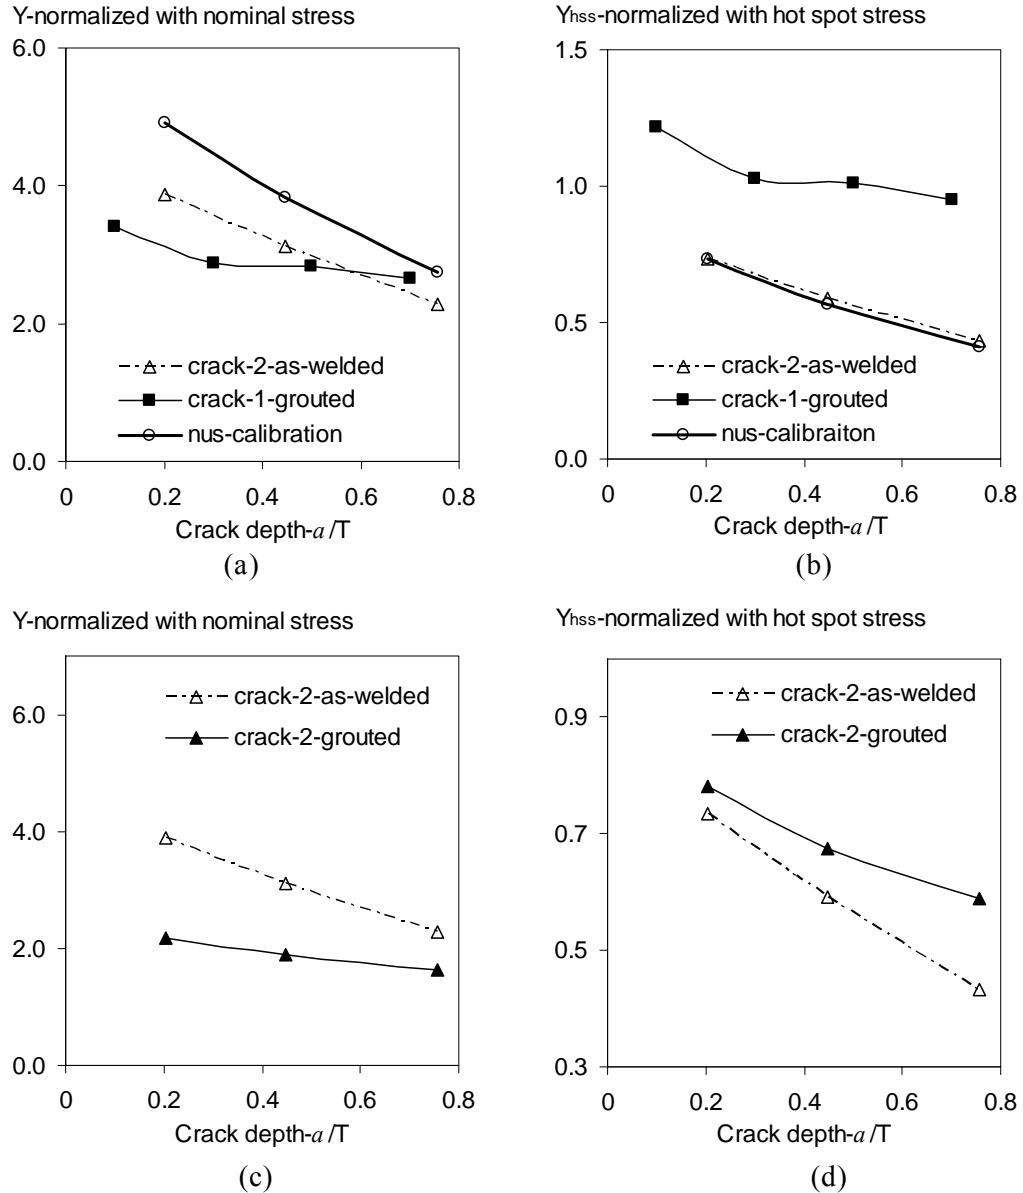 Y-normalized with nominal stress
6.0
4.0
2.0
0.0
crack-2-as-welded
crack-1-grouted
nus-calibration
0 0.2 0.4 0.6 0.8
Crack depth-a /T
(a)
Yhss-normalized with hot spot stress
1.5
1.0
0.5
0.0
crack-2-as-welded
crack-1-grouted
nus-calibraiton
0 0.2 0.4 0.6 0.8
Crack depth-a /T
(b)
Y-normalized with nominal stress
6.0
4.0
2.0
0.0
crack-2-as-welded
crack-2-grouted
0 0.2 0.4 0.6 0.8
Crack depth-a /T
(c)
Yhss-normalized with hot spot stress
0.9
0.7
0.5
0.3
crack-2-as-welded
crack-2-grouted
0 0.2 0.4 0.6 0.8
Crack depth-a /T
(d)